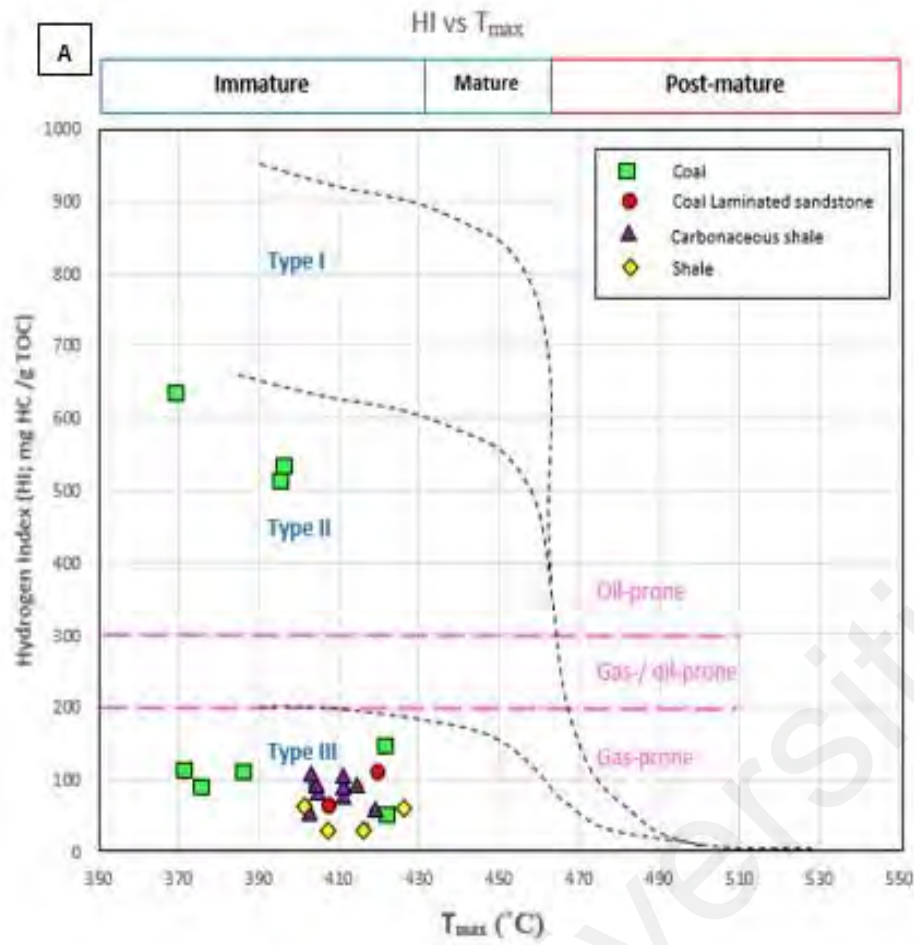 HI vs Tmax
A
Immature Mature Post-mature
Hydrogen Index (HI; mg HC /g TOC)
1000
900
800
700
600
500
400
300
200
100
0
Coal
Coal Laminated sandstone
Carbonaceous shale
Shale
Type I
Type II
Oil-prone
Gas-/ oil-prone
Type III
Gas-prone
350 370 390 410 430 450 470 490 510 530 550
Tmax (°C)